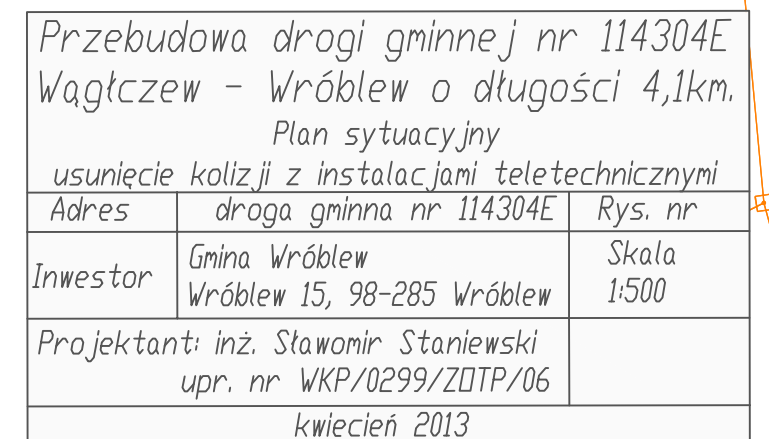 Przebudowa drogi gminnej nr 114304E
Wągłczew - Wróblew o długości 4,1km.
Plan sytuacyjny
usunięcie kolizji z instalacjami teletechnicznymi
Adres droga gminna nr 114304E Rys. nr
Inwestor
Gmina Wróblew
Wróblew 15, 98-285 Wróblew
Skala
1:500
Projektant: inż. Sławomir Staniewski
upr. nr WKP/0299/Z▯TP/06
kwiecień 2013